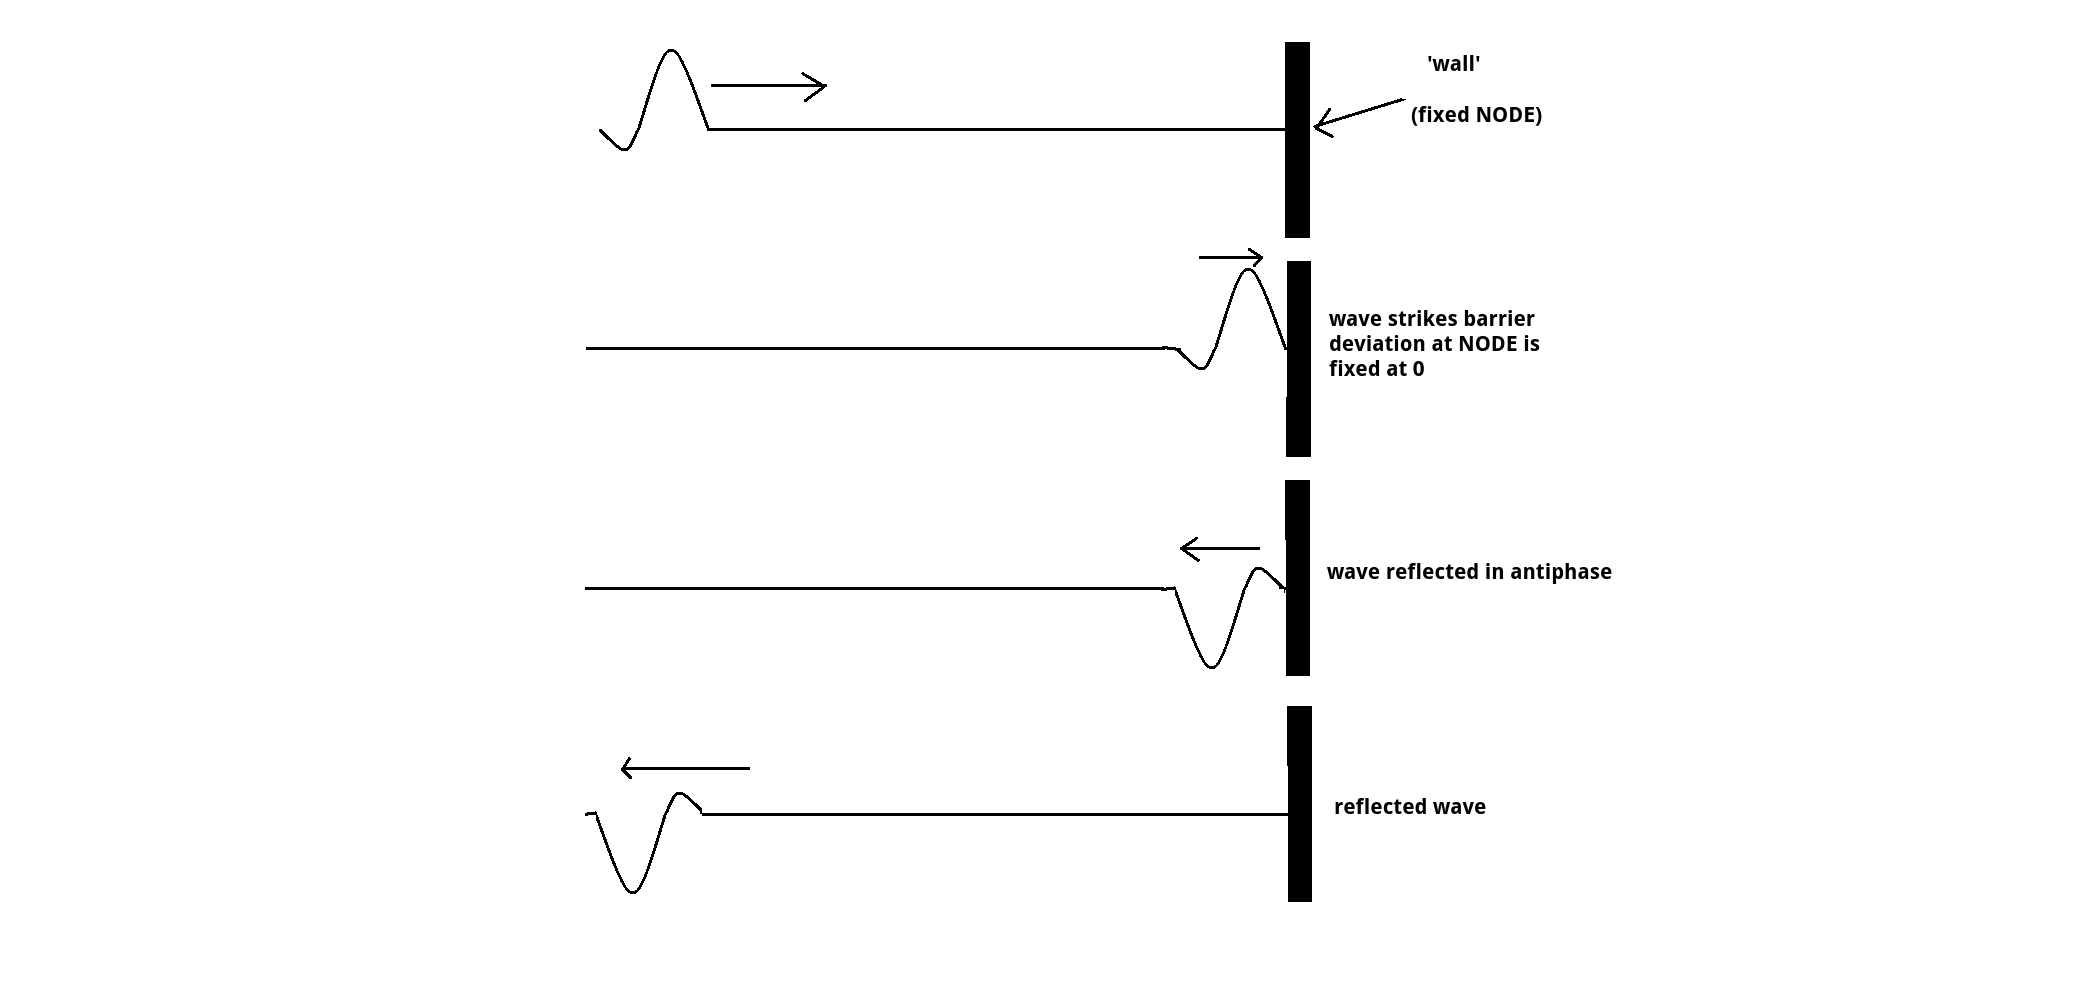 'wall'
(fixed NODE)
wave strikes barrier
deviation at NODE is
fixed at 0
wave reflected in antiphase
reflected wave